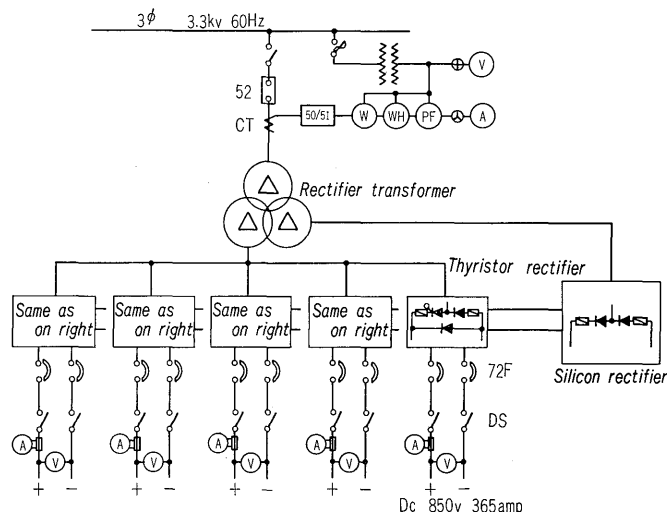 3φ 3.3kv 60Hz
52
CT
50/51
W
WH
PF
V
A
Rectifier transformer
Thyristor rectifier
Same as
on right
Same as
on right
Same as
on right
Same as
on right
Silicon rectifier
72F
DS
A
A
A
A
A
V
V
V
V
V
+ −
+ −
+ −
+ −
+ −
Dc 850v 365amp